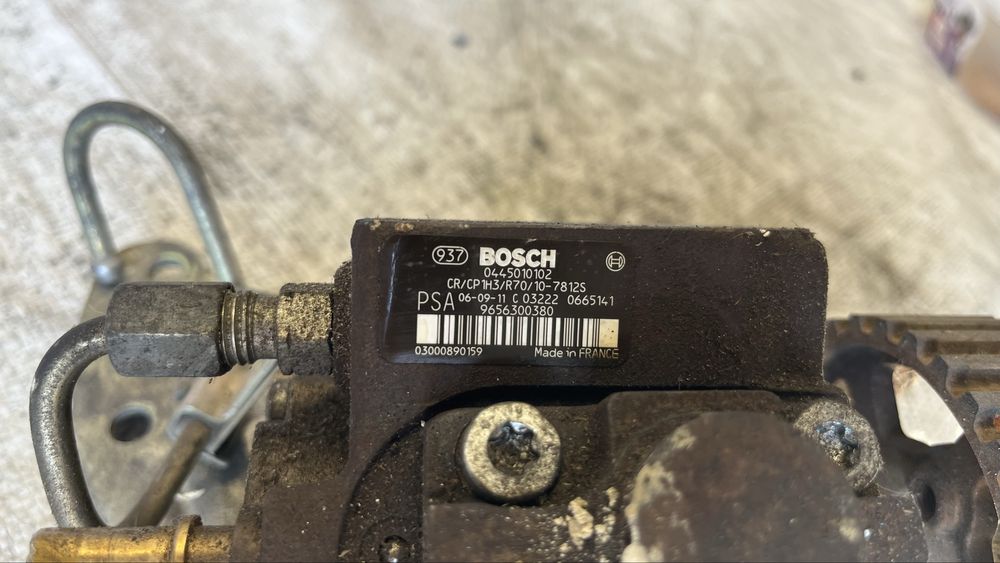 937 BOSCH
0445010102
CR/CP1H3/R70/10-7812S
PSA 06-09-11 C 03222 0665141
9656300380
03000890159 Made in FRANCE